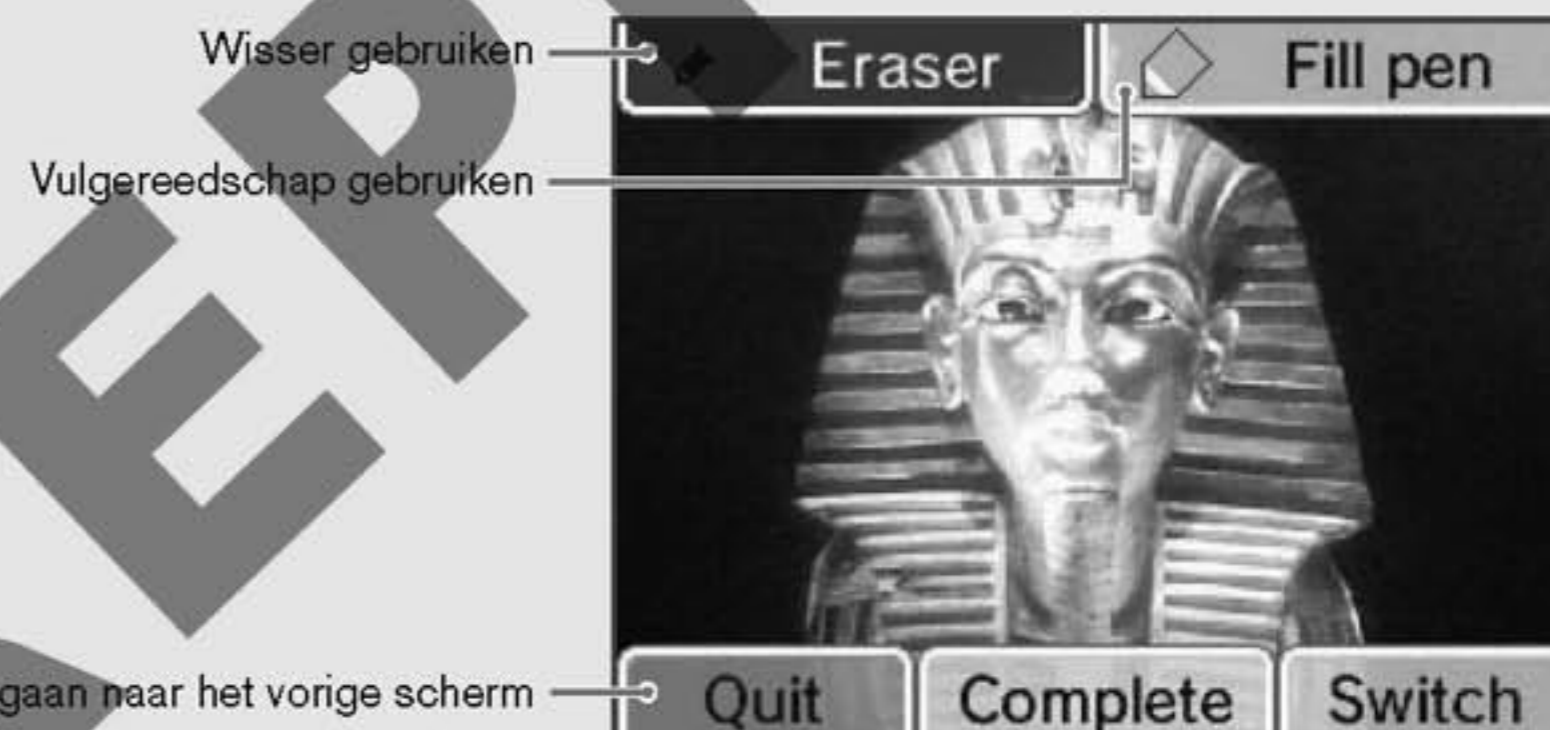 Wisser gebruiken
Eraser
Fill pen
Vulgereedschap gebruiken
gaan naar het vorige scherm
Quit
Complete
Switch